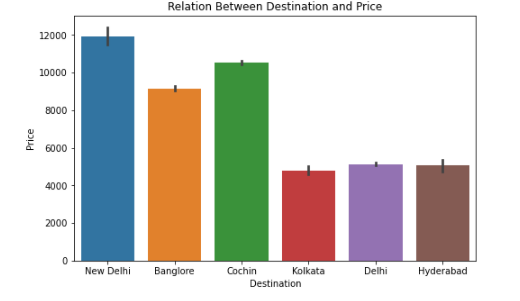 Relation Between Destination and Price
12000
10000
8000
6000
4000
2000
0
Price
New Delhi Banglore Cochin Kolkata Delhi Hyderabad
Destination